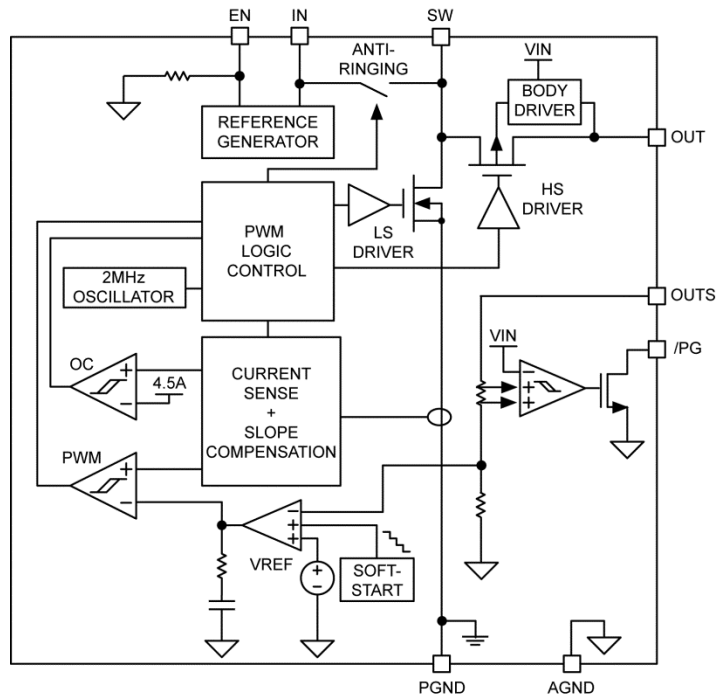 EN
IN
SW
ANTI-
RINGING
VIN
BODY
DRIVER
REFERENCE
GENERATOR
OUT
HS
DRIVER
PWM
LOGIC
CONTROL
LS
DRIVER
2MHz
OSCILLATOR
OUTS
VIN
/PG
OC
+
4.5A
−
CURRENT
SENSE
+
SLOPE
COMPENSATION
−
+
+
PWM
+
−
−
+
+
VREF
+
−
SOFT-
START
PGND
AGND